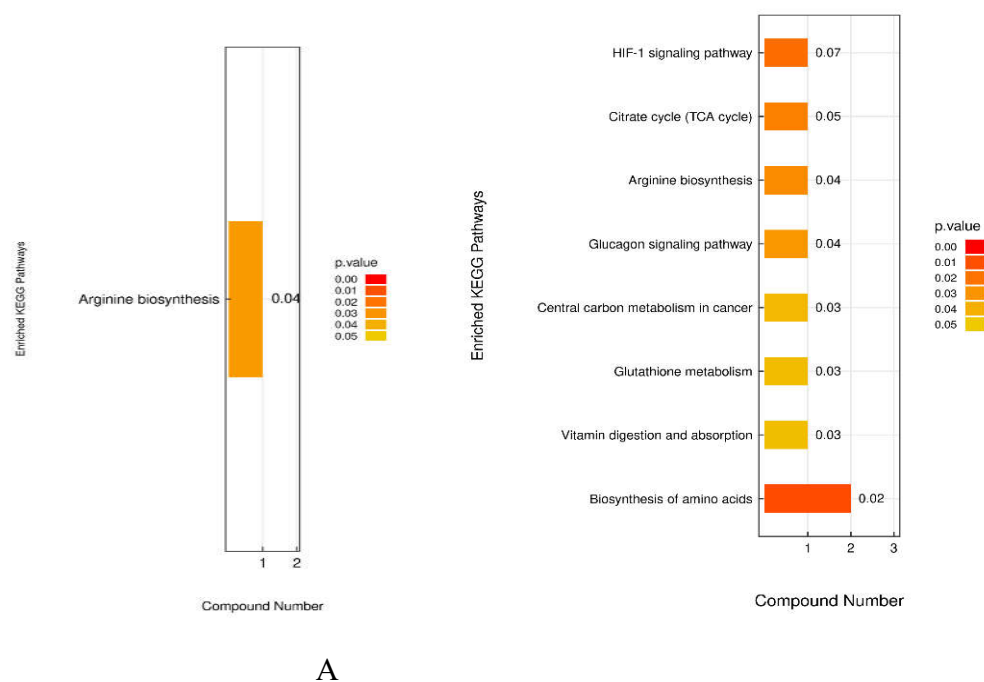 Enriched KEGG Pathways
Arginine biosynthesis
0.04
1 2
Compound Number
p.value
0.00
0.01
0.02
0.03
0.04
0.05
A
Enriched KEGG Pathways
HIF-1 signaling pathway 0.07
Citrate cycle (TCA cycle) 0.05
Arginine biosynthesis 0.04
Glucagon signaling pathway 0.04
Central carbon metabolism in cancer 0.03
Glutathione metabolism 0.03
Vitamin digestion and absorption 0.03
Biosynthesis of amino acids 0.02
1 2 3
Compound Number
p.value
0.00
0.01
0.02
0.03
0.04
0.05